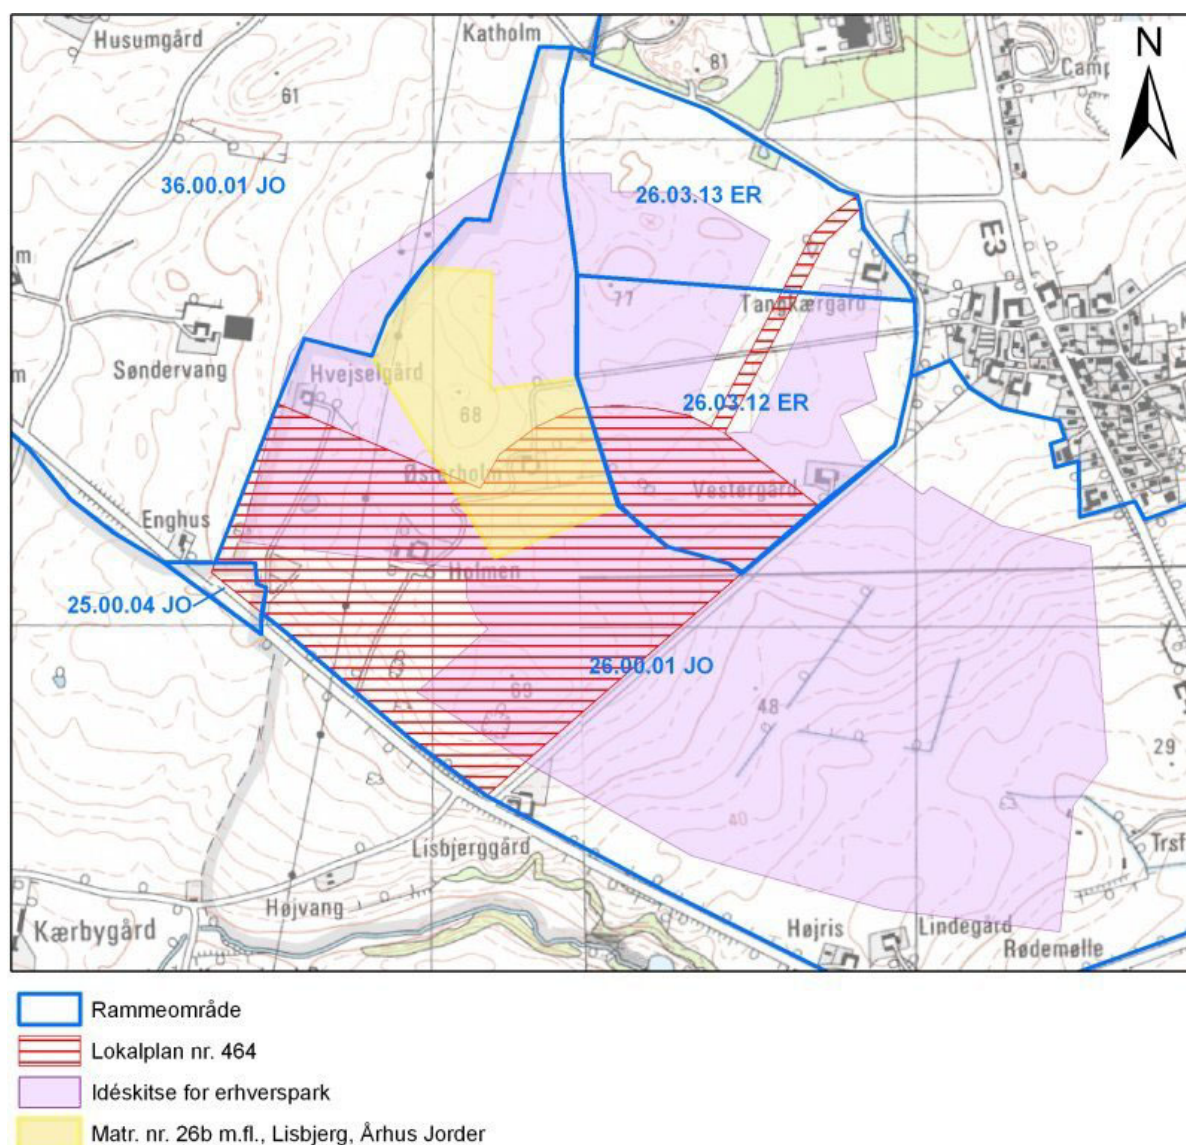 Husumgård
Katholm
N
81
Camp
61
36.00.01 JO
26.03.13 ER
E3
77
Tangkærgård
Søndervang
Hvejselgård
68
26.03.12 ER
Østerholm
Vestergård
Enghus
Holmen
25.00.04 JO
26.00.01 JO
69
48
29
40
Lisbjerggård
Højvang
Kærbygård
Højris
Lindegård
Rødemølle
Rammeområde
Lokalplan nr. 464
Idéskitse for erhverspark
Matr. nr. 26b m.fl., Lisbjerg, Århus Jorder